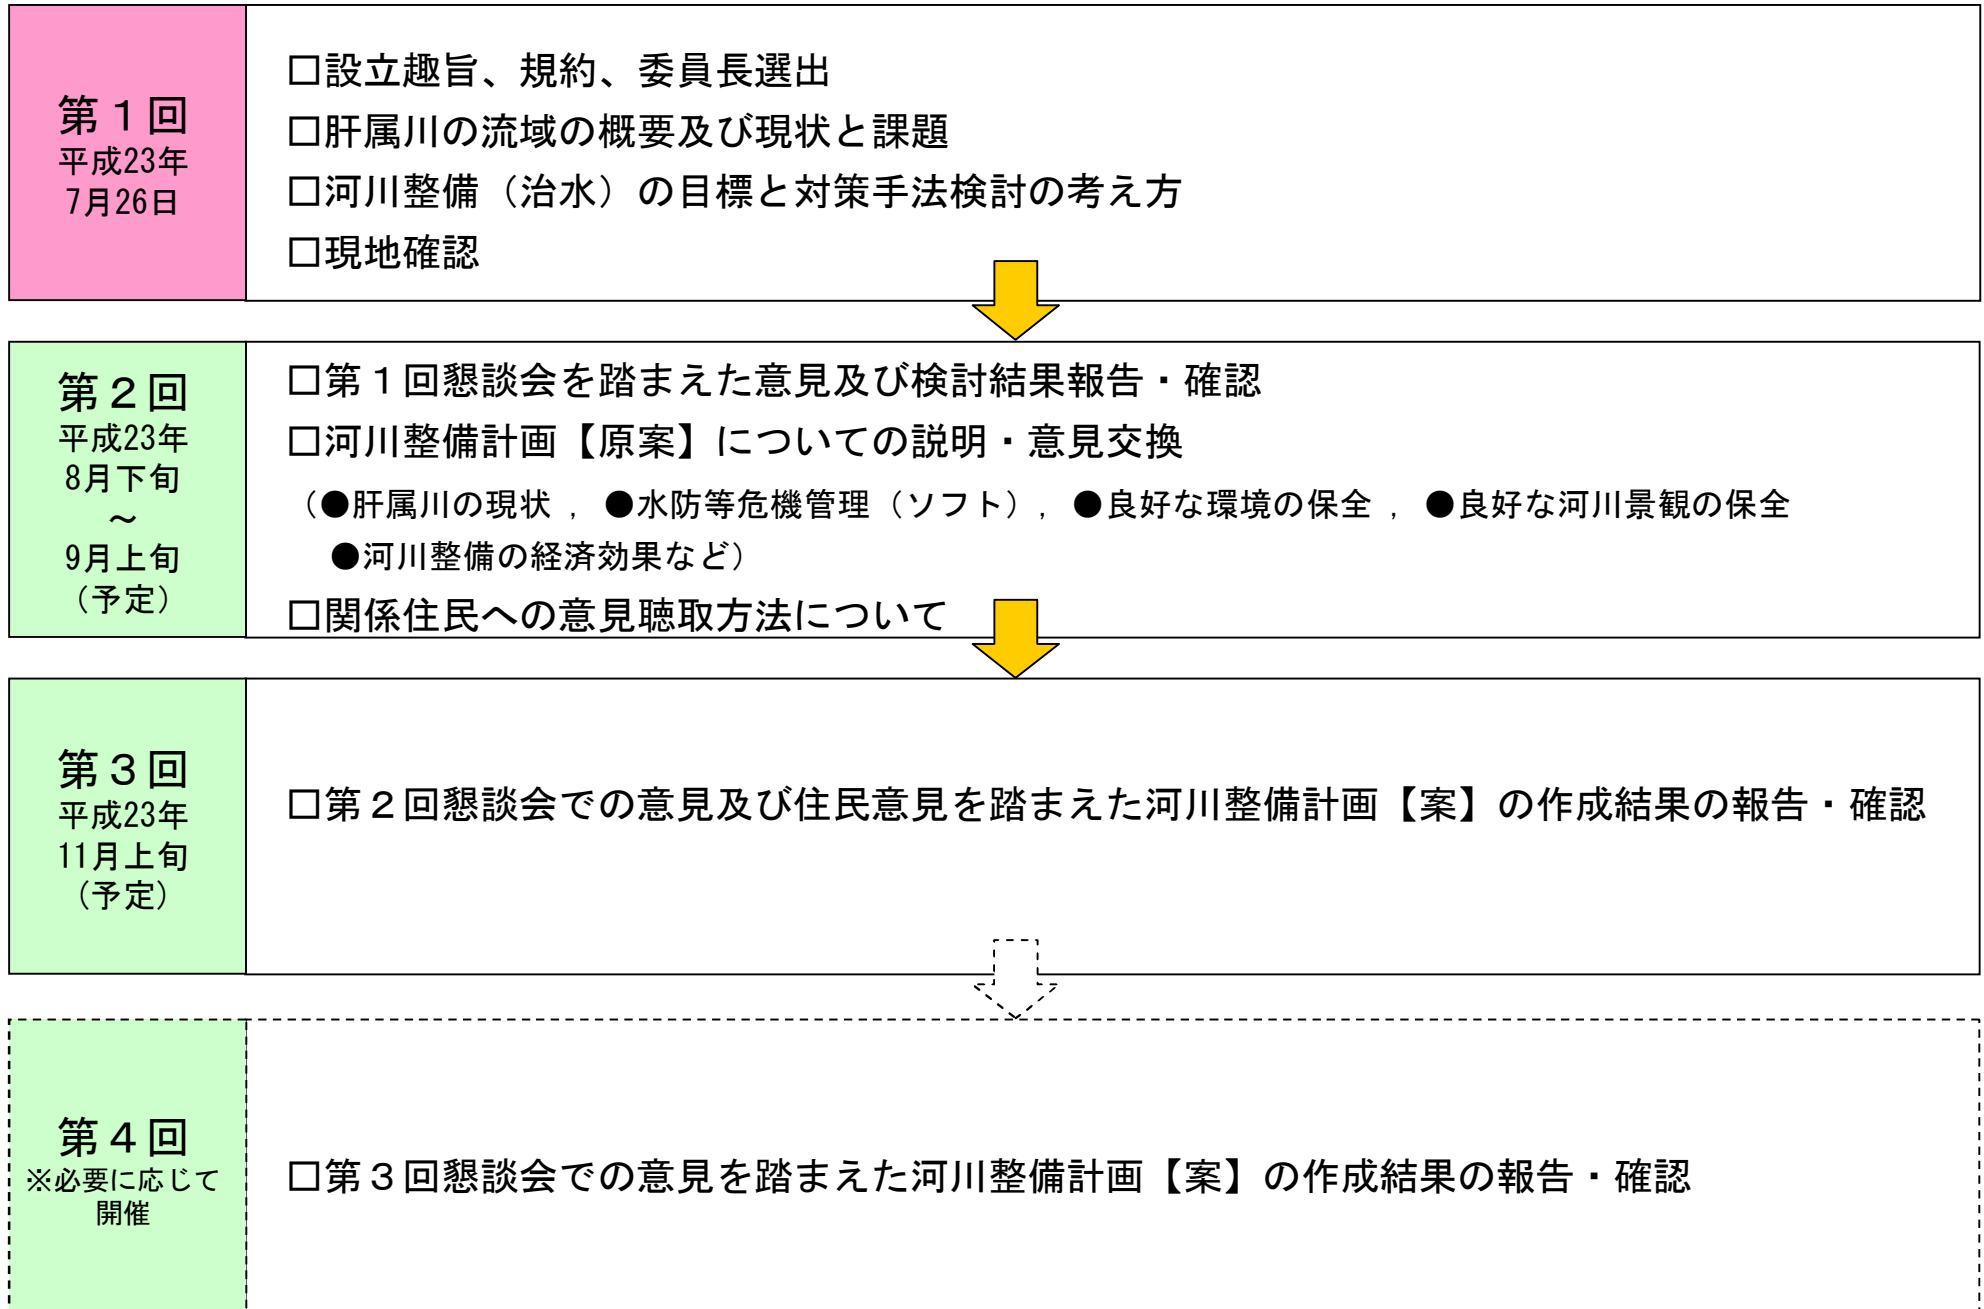 第１回
平成23年
7月26日
□設立趣旨、規約、委員長選出
□肝属川の流域の概要及び現状と課題
□河川整備（治水）の目標と対策手法検討の考え方
□現地確認
第２回
平成23年
8月下旬
～
9月上旬
（予定）
□第１回懇談会を踏まえた意見及び検討結果報告・確認
□河川整備計画【原案】についての説明・意見交換
（●肝属川の現状 ， ●水防等危機管理（ソフト）， ●良好な環境の保全 ， ●良好な河川景観の保全
●河川整備の経済効果など）
□関係住民への意見聴取方法について
第３回
平成23年
11月上旬
（予定）
□第２回懇談会での意見及び住民意見を踏まえた河川整備計画【案】の作成結果の報告・確認
第４回
※必要に応じて
開催
□第３回懇談会での意見を踏まえた河川整備計画【案】の作成結果の報告・確認